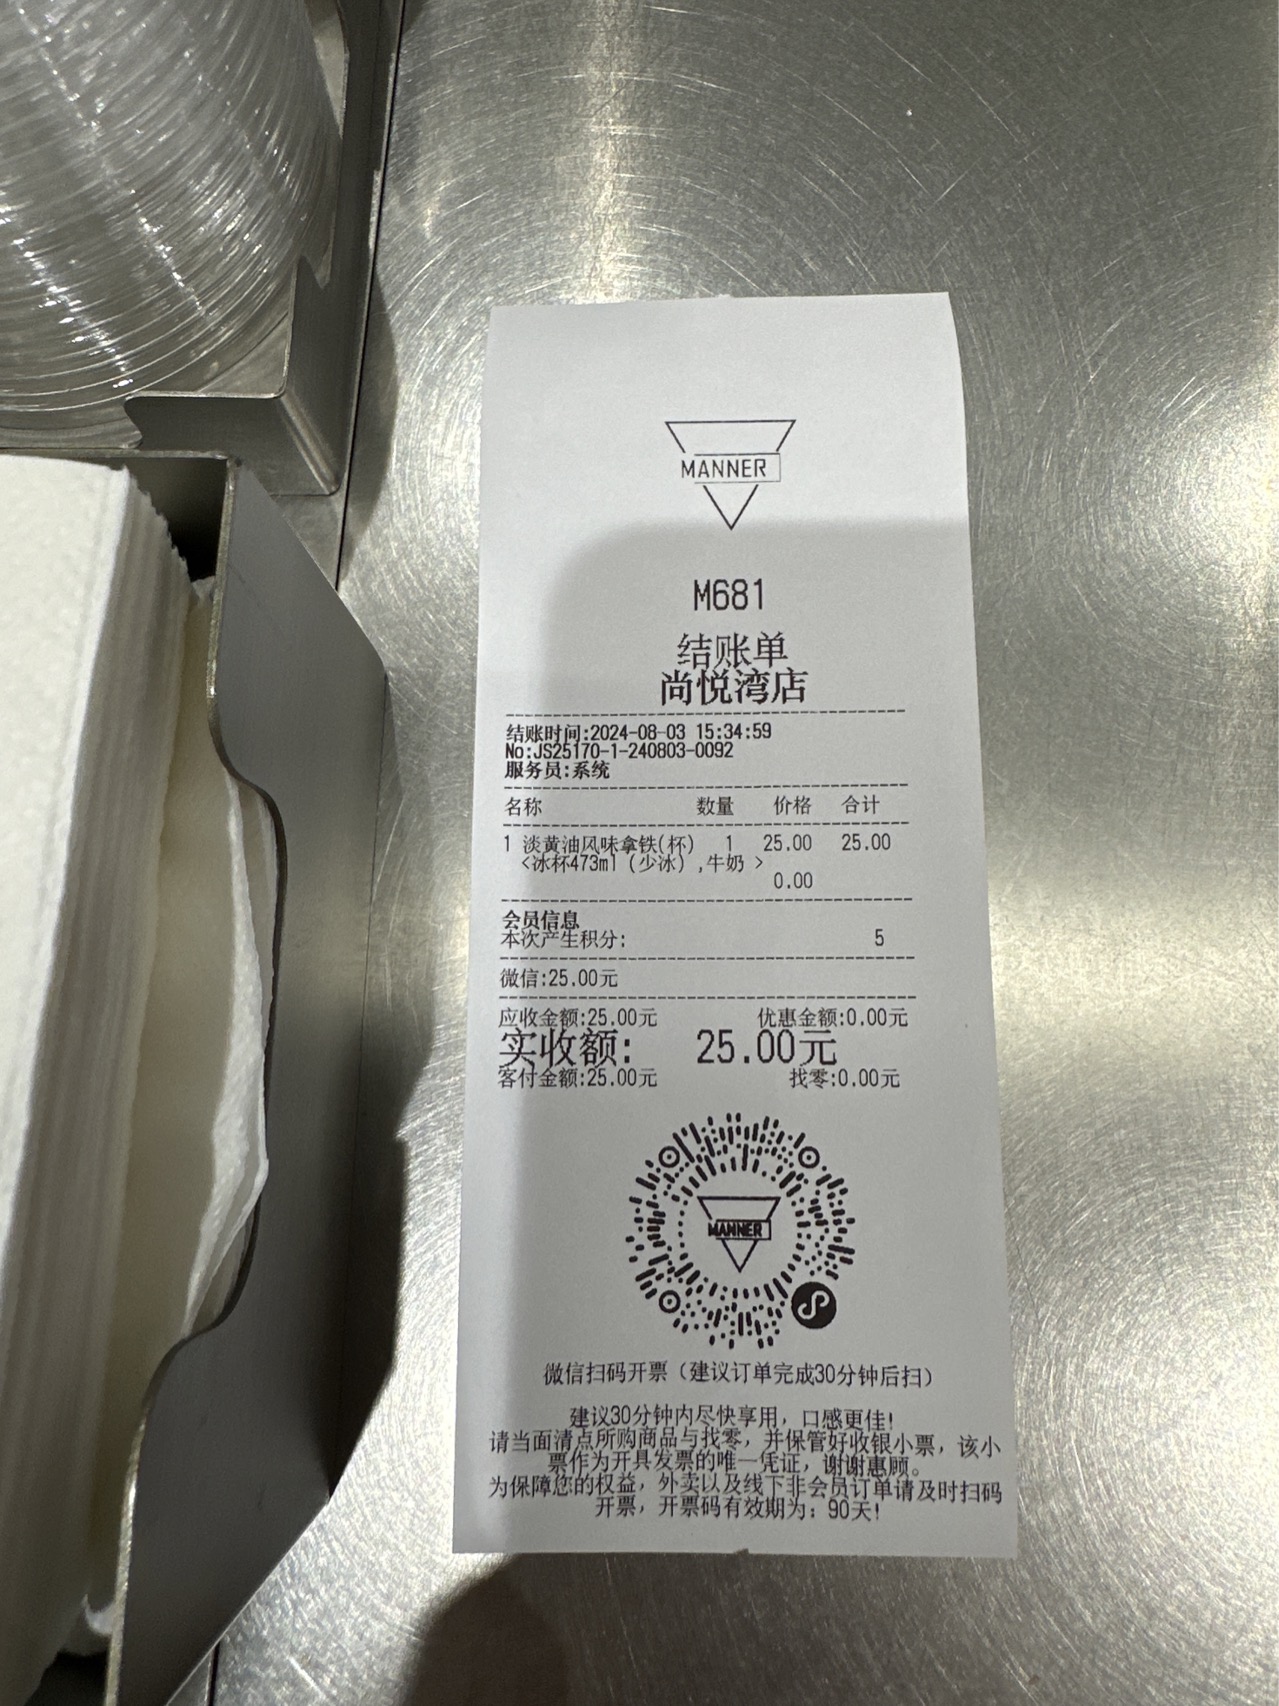 MANNER
M681
结账单
尚悦湾店
结账时间:2024-08-03 15:34:59
No:JS25170-1-240803-0092
服务员:系统
名称 数量 价格 合计
1 淡黄油风味拿铁(杯) 1 25.00 25.00
<冰杯473ml(少冰),牛奶 >
0.00
会员信息
本次产生积分: 5
微信:25.00元
应收金额:25.00元 优惠金额:0.00元
实收额: 25.00元
客付金额:25.00元 找零:0.00元
MANNER
微信扫码开票（建议订单完成30分钟后扫）
建议30分钟内尽快享用，口感更佳!
请当面清点所购商品与找零，并保管好收银小票，该小
票作为开具发票的唯一凭证，谢谢惠顾。
为保障您的权益，外卖以及线下非会员订单请及时扫码
开票，开票码有效期为：90天!